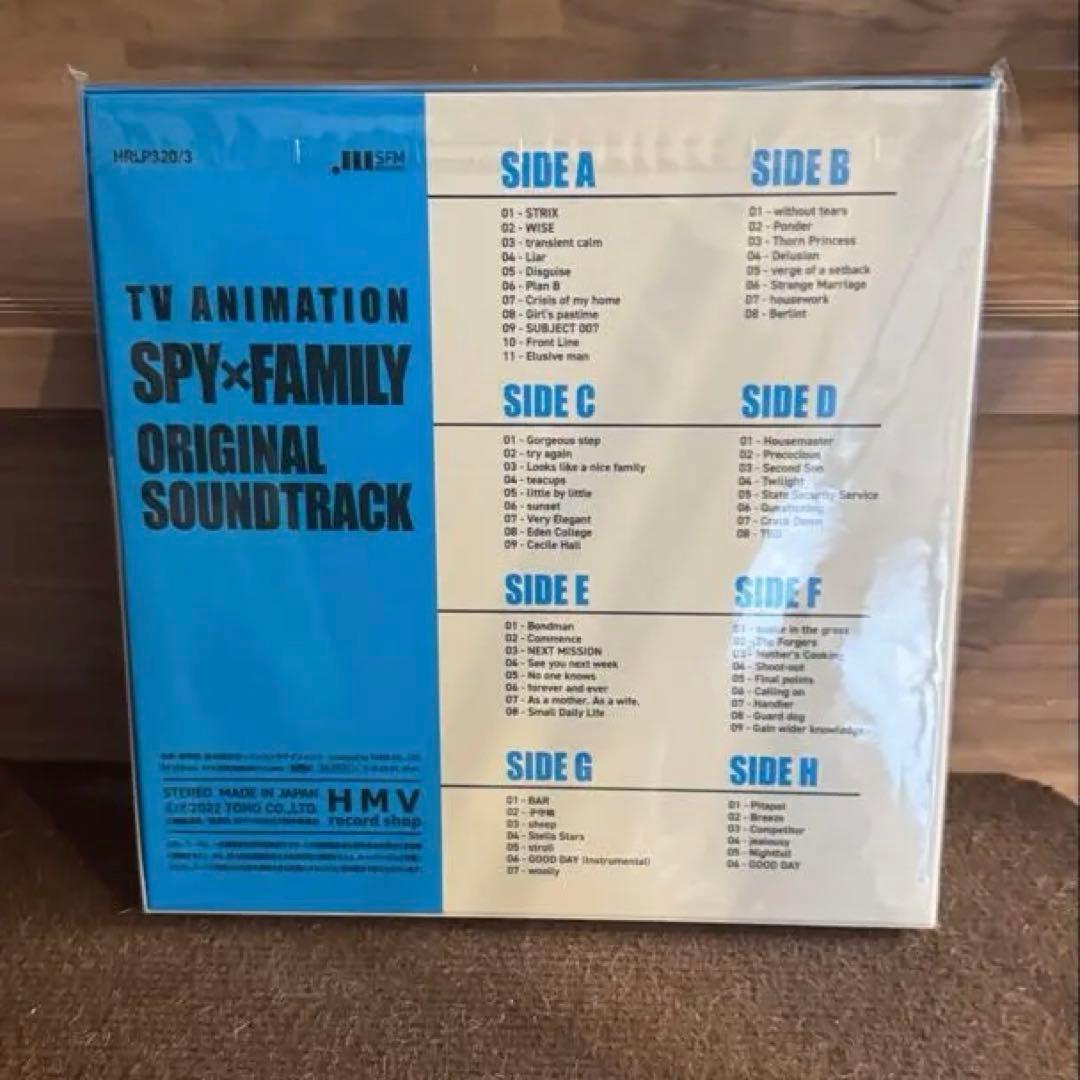 HRLP320/3
SFM
TV ANIMATION
SPY×FAMILY
ORIGINAL
SOUNDTRACK
STEREO MADE IN JAPAN
2022 TOHO CO.,LTD.
HMV
record shop
SIDE A
01 - STRIX
02 - WISE
03 - transient calm
04 - Liar
05 - Disguise
06 - Plan B
07 - Crisis of my home
08 - Girl's pastime
09 - SUBJECT 007
10 - Front Line
11 - Elusive man
SIDE B
01 - without tears
02 - Ponder
03 - Thorn Princess
04 - Delusion
05 - verge of a setback
06 - Strange Marriage
07 - housework
08 - Berlint
SIDE C
01 - Gorgeous step
02 - try again
03 - Looks like a nice family
04 - teacups
05 - little by little
06 - sunset
07 - Very Elegant
08 - Eden College
09 - Cecile Hall
SIDE D
01 - Housemaster
02 - Precocious
03 - Second Son
04 - Twilight
05 - State Security Service
06 - Questioning
07 - Down
08 -
SIDE E
01 - Bondman
02 - Commence
03 - NEXT MISSION
04 - See you next week
05 - No one knows
06 - forever and ever
07 - As a mother. As a wife.
08 - Small Daily Life
SIDE F
01 - snake in the grass
02 - The Forgers
03 - Mother's Cooking
04 - Shoot-out
05 - Final points
06 - Calling on
07 - Handler
08 - Guard dog
09 - Gain wider knowledge
SIDE G
01 - BAR
02 -
03 - sheep
04 - Stella Stars
05 - stroll
06 - GOOD DAY (Instrumental)
07 - woolly
SIDE H
01 - Pitapat
02 - Breeze
03 - Competitor
04 - jealousy
05 - Nightfall
06 - GOOD DAY